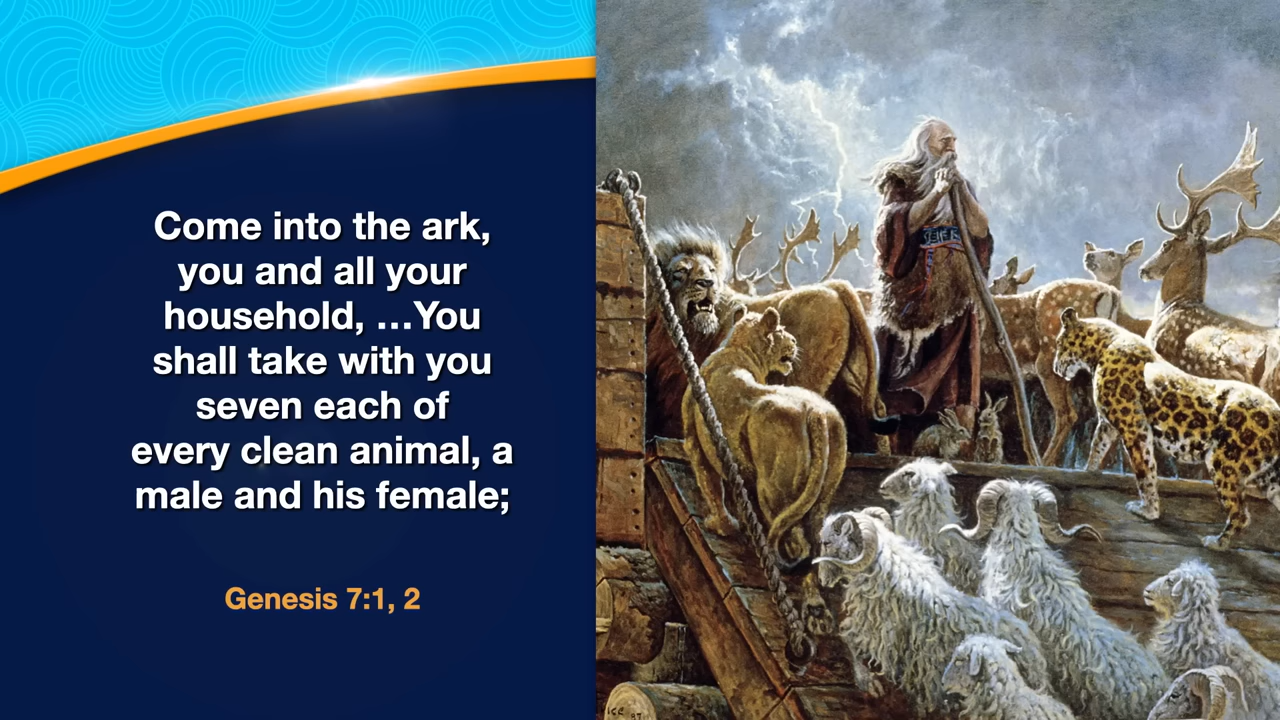 Come into the ark,
you and all your
household, …You
shall take with you
seven each of
every clean animal, a
male and his female;
Genesis 7:1, 2